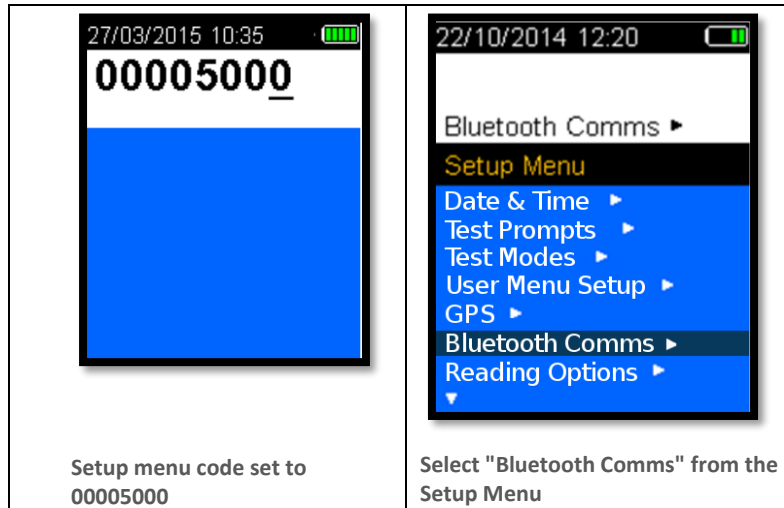 27/03/2015 10:35
00005000
Setup menu code set to
00005000
22/10/2014 12:20
Bluetooth Comms ▸
Setup Menu
Date & Time ▸
Test Prompts ▸
Test Modes ▸
User Menu Setup ▸
GPS ▸
Bluetooth Comms ▸
Reading Options ▸
Select "Bluetooth Comms" from the
Setup Menu